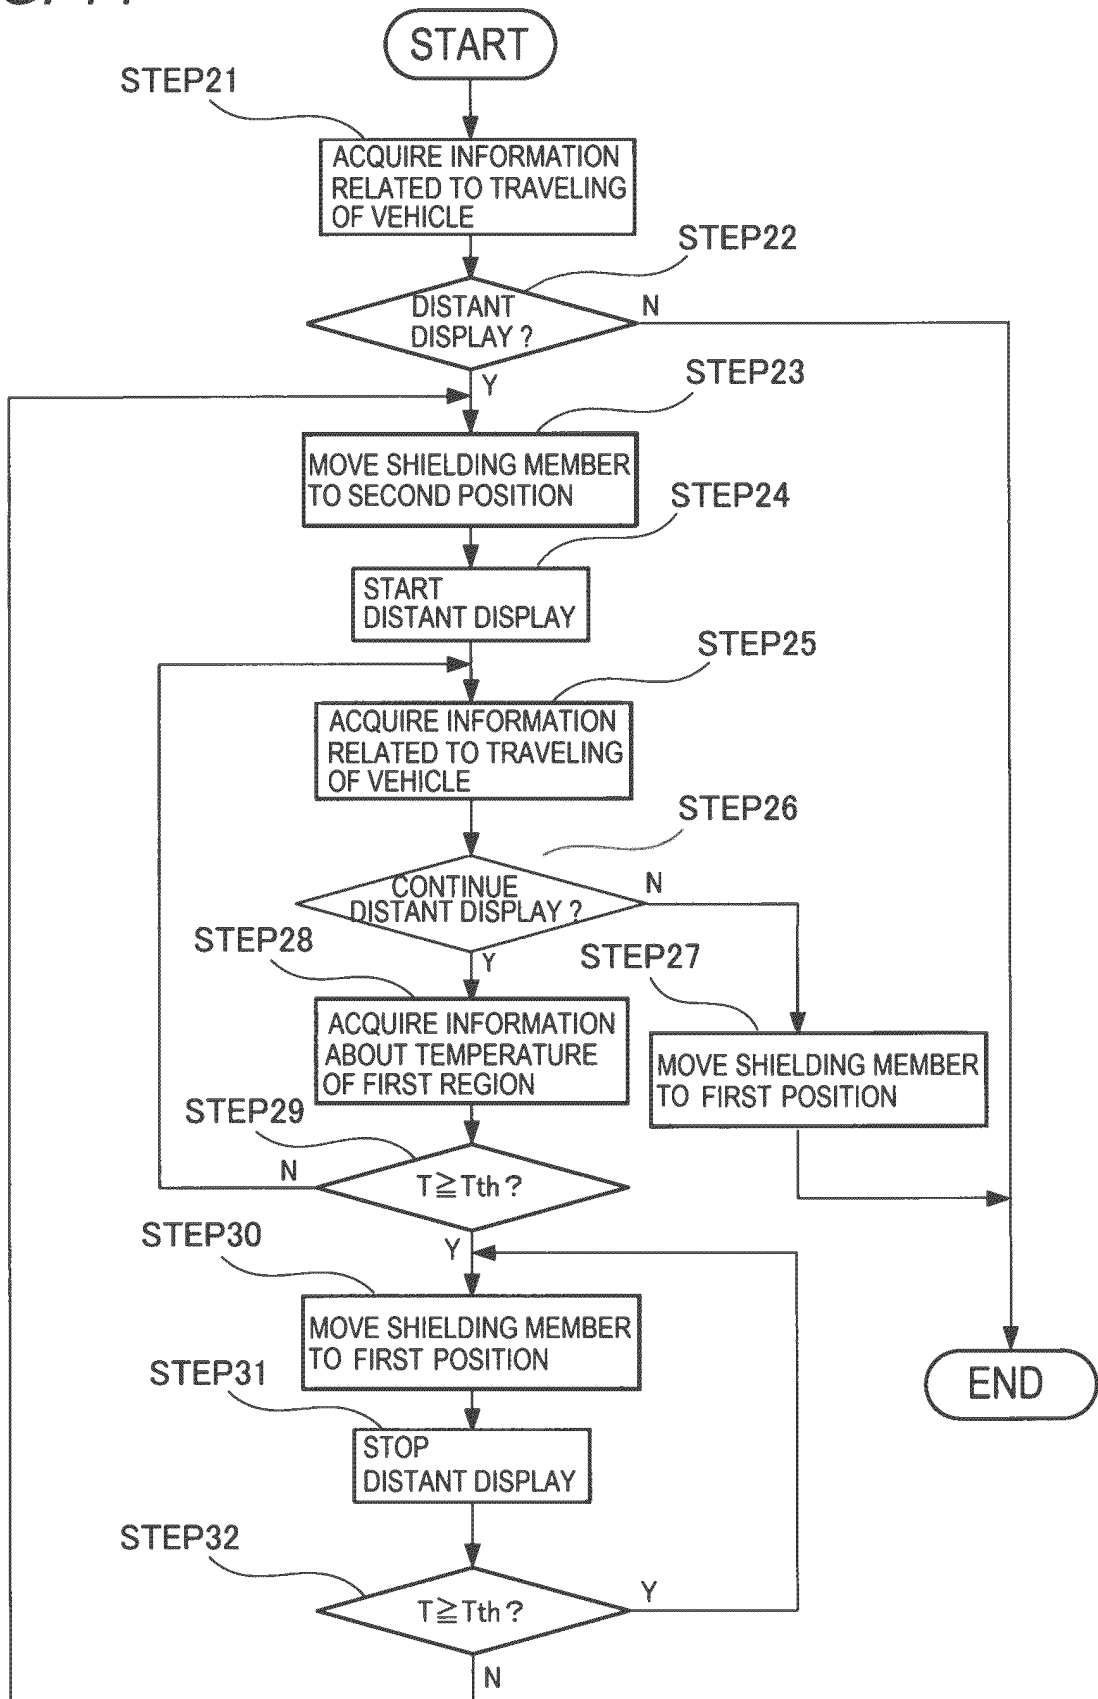 START
STEP21
ACQUIRE INFORMATION
RELATED TO TRAVELING
OF VEHICLE
STEP22
DISTANT
DISPLAY ?
N
Y
STEP23
MOVE SHIELDING MEMBER
TO SECOND POSITION
STEP24
START
DISTANT DISPLAY
STEP25
ACQUIRE INFORMATION
RELATED TO TRAVELING
OF VEHICLE
STEP26
CONTINUE
DISTANT DISPLAY ?
N
Y
STEP28
STEP27
ACQUIRE INFORMATION
ABOUT TEMPERATURE
OF FIRST REGION
MOVE SHIELDING MEMBER
TO FIRST POSITION
STEP29
N
T≧Tth ?
Y
STEP30
MOVE SHIELDING MEMBER
TO FIRST POSITION
STEP31
END
STOP
DISTANT DISPLAY
STEP32
T≧Tth ?
Y
N